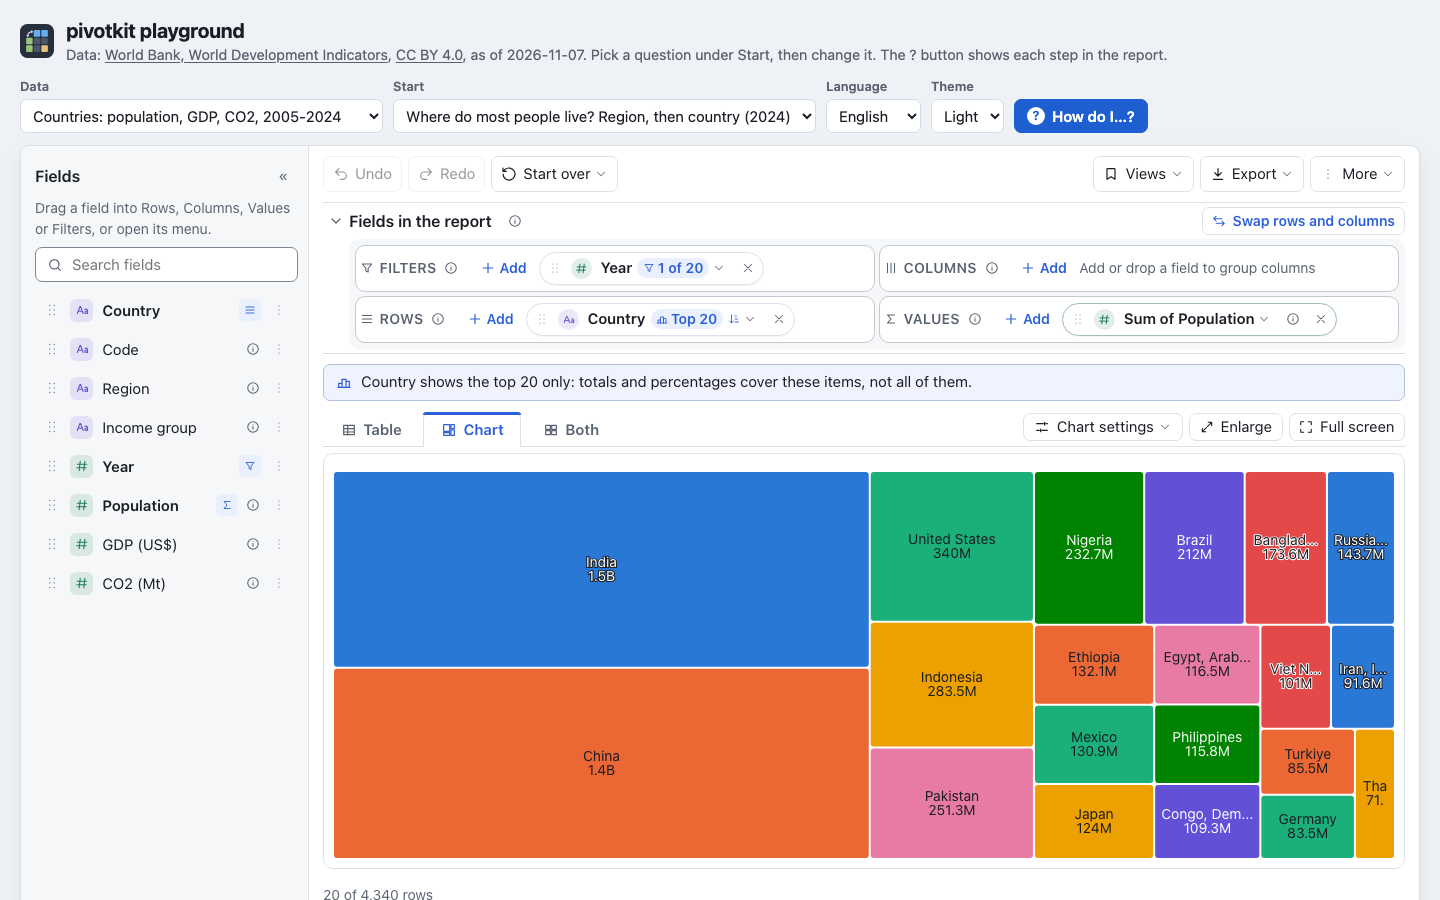 pivotkit playground
Data: World Bank, World Development Indicators, CC BY 4.0, as of 2026-11-07. Pick a question under Start, then change it. The ? button shows each step in the report.
Data
Start
Language
Theme
Countries: population, GDP, CO2, 2005-2024
Where do most people live? Region, then country (2024)
English
Light
? How do I...?
Fields
«
Drag a field into Rows, Columns, Values
or Filters, or open its menu.
Search fields
Aa Country
Aa Code
Aa Region
Aa Income group
# Year
# Population Σ
# GDP (US$)
# CO2 (Mt)
Undo
Redo
Start over
Views
Export
More
Fields in the report
Swap rows and columns
FILTERS
+ Add
# Year 1 of 20
COLUMNS
+ Add
Add or drop a field to group columns
ROWS
+ Add
Aa Country Top 20
Σ VALUES
+ Add
# Sum of Population
Country shows the top 20 only: totals and percentages cover these items, not all of them.
Table
Chart
Both
Chart settings
Enlarge
Full screen
India
1.5B
China
1.4B
United States
340M
Indonesia
283.5M
Pakistan
251.3M
Nigeria
232.7M
Brazil
212M
Banglad...
173.6M
Russia...
143.7M
Ethiopia
132.1M
Egypt, Arab...
116.5M
Viet N...
101M
Iran, I...
91.6M
Mexico
130.9M
Philippines
115.8M
Japan
124M
Congo, Dem...
109.3M
Turkiye
85.5M
Germany
83.5M
Tha
71.
20 of 4,340 rows